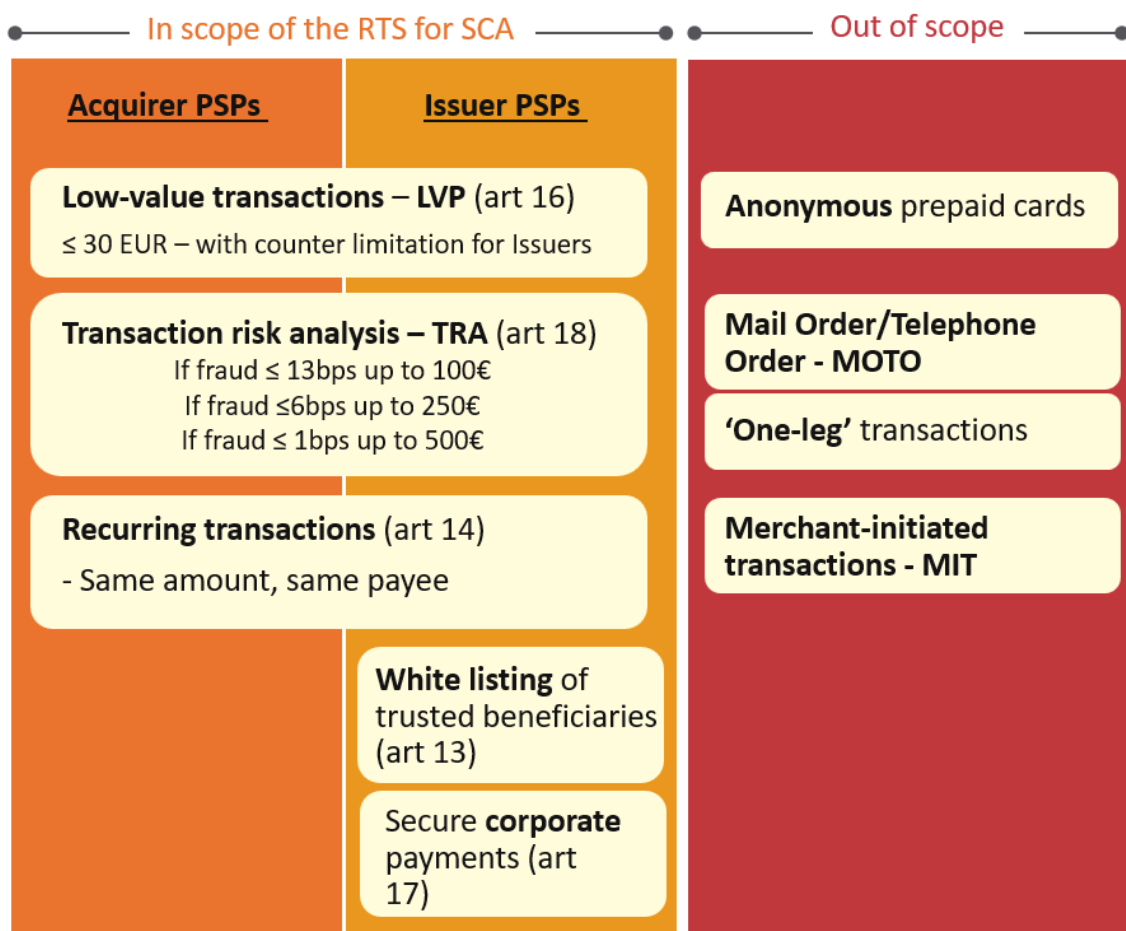 In scope of the RTS for SCA
Out of scope
Acquirer PSPs
Issuer PSPs
Low-value transactions – LVP (art 16)
≤ 30 EUR – with counter limitation for Issuers
Transaction risk analysis – TRA (art 18)
If fraud ≤ 13bps up to 100€
If fraud ≤6bps up to 250€
If fraud ≤ 1bps up to 500€
Recurring transactions (art 14)
- Same amount, same payee
White listing of
trusted beneficiaries
(art 13)
Secure corporate
payments (art
17)
Anonymous prepaid cards
Mail Order/Telephone
Order - MOTO
‘One-leg’ transactions
Merchant-initiated
transactions - MIT